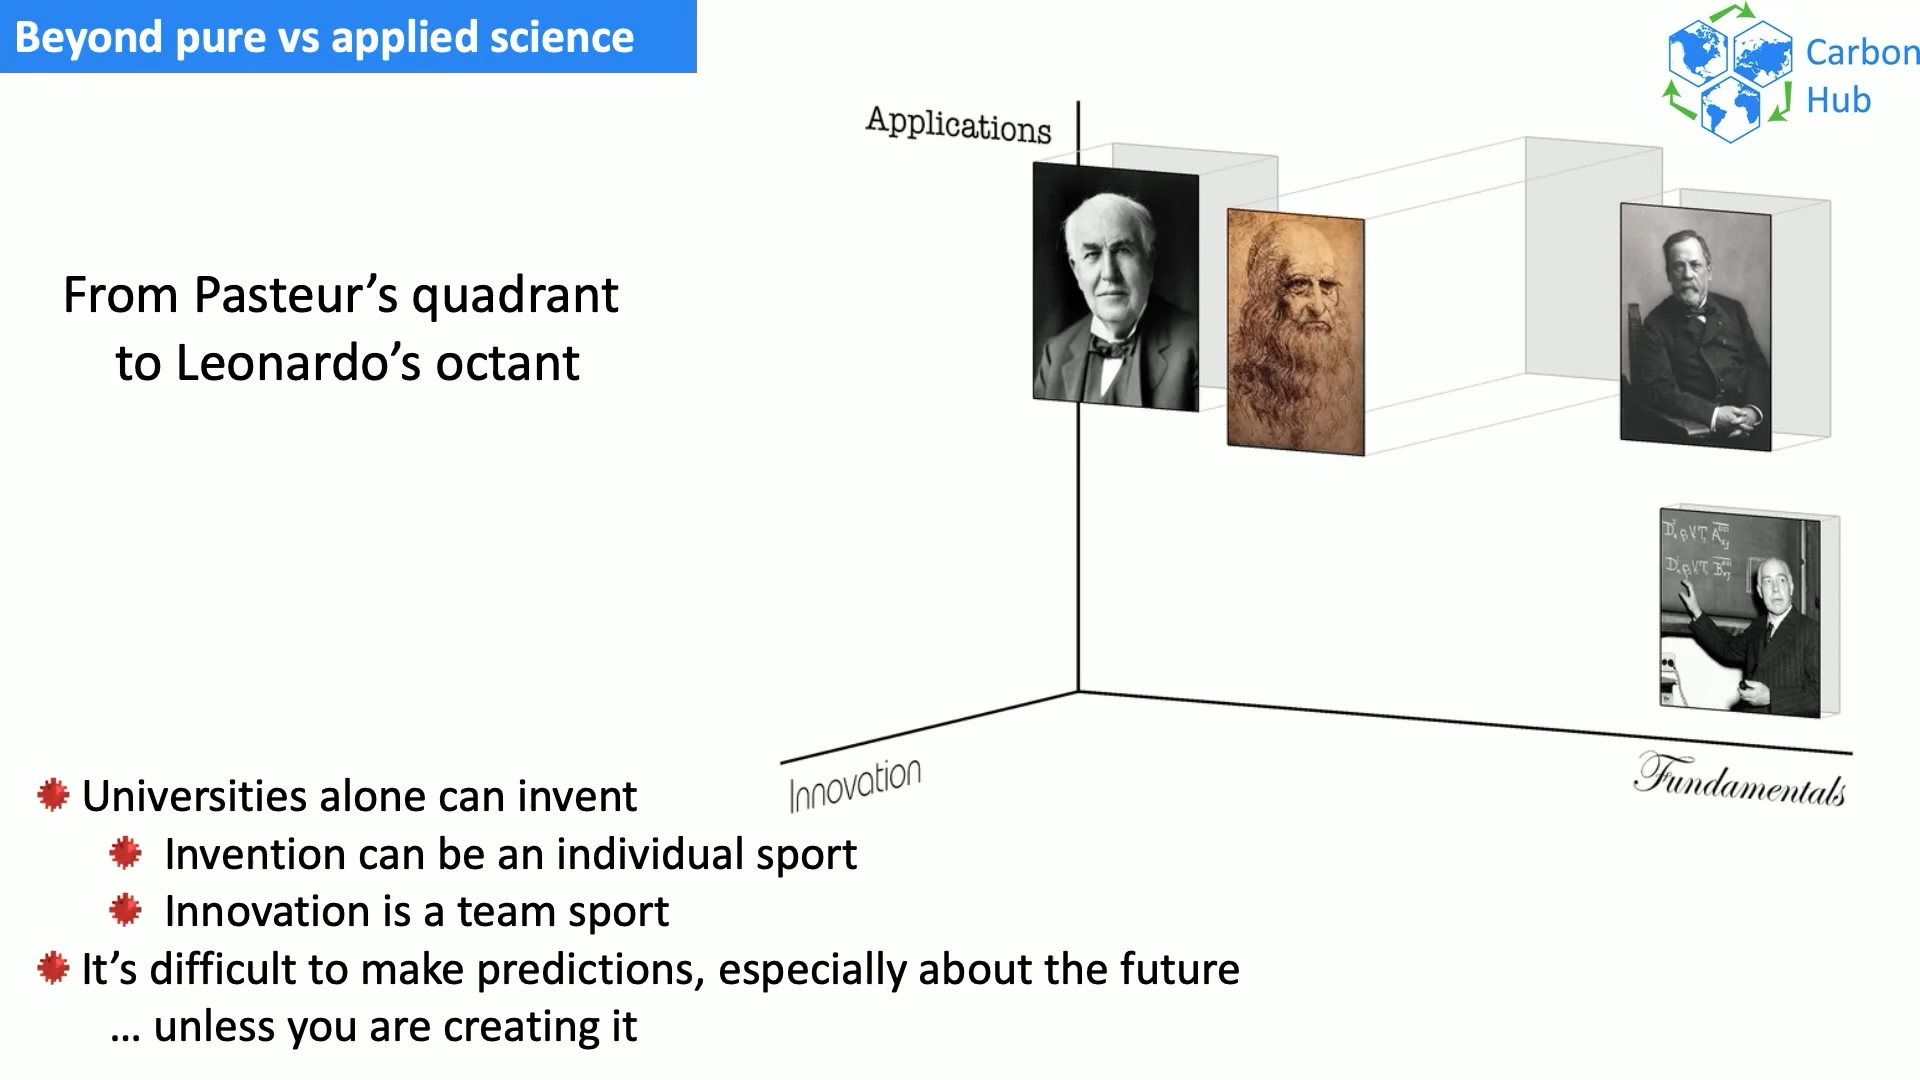 Beyond pure vs applied science
Carbon
Hub
Applications
From Pasteur’s quadrant
to Leonardo’s octant
Innovation
Fundamentals
Universities alone can invent
Invention can be an individual sport
Innovation is a team sport
It’s difficult to make predictions, especially about the future
... unless you are creating it